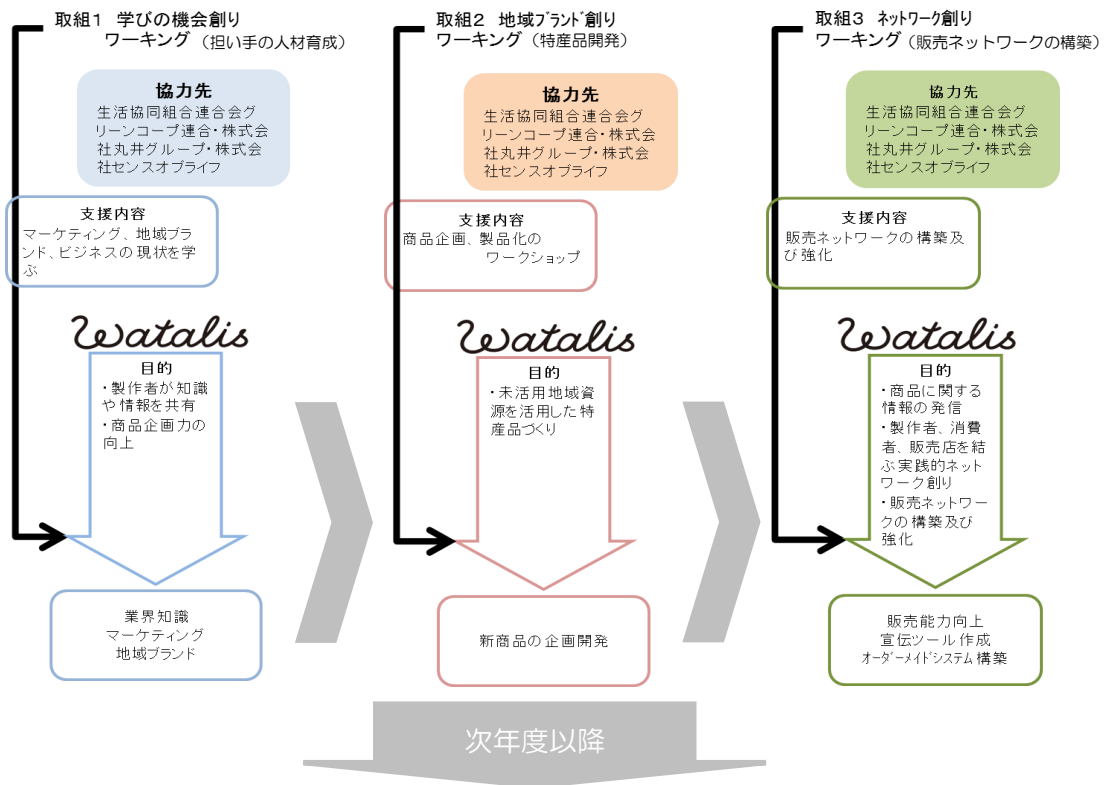 取組1 学びの機会創り
ワーキング（担い手の人材育成）
協力先
生活協同組合連合会グ
リーンコープ連合・株式会
社丸井グループ・株式会
社センスオブライフ
支援内容
マーケティング、地域ブラ
ンド、ビジネスの現状を学
ぶ
Watalis
目的
・製作者が知識
や情報を共有
・商品企画力の
向上
業界知識
マーケティング
地域ブランド
取組2 地域ブランド創り
ワーキング（特産品開発）
協力先
生活協同組合連合会グ
リーンコープ連合・株式会
社丸井グループ・株式会
社センスオブライフ
支援内容
商品企画、製品化の
ワークショップ
Watalis
目的
・未活用地域資
源を活用した特
産品づくり
新商品の企画開発
取組3 ネットワーク創り
ワーキング（販売ネットワークの構築）
協力先
生活協同組合連合会グ
リーンコープ連合・株式会
社丸井グループ・株式会
社センスオブライフ
支援内容
販売ネットワークの構築及
び強化
Watalis
目的
・商品に関する
情報の発信
・製作者、消費
者、販売店を結
ぶ実践的ネット
ワーク創り
・販売ネットワー
クの構築及び
強化
販売能力向上
宣伝ツール作成
オーダーメイドシステム構築
次年度以降